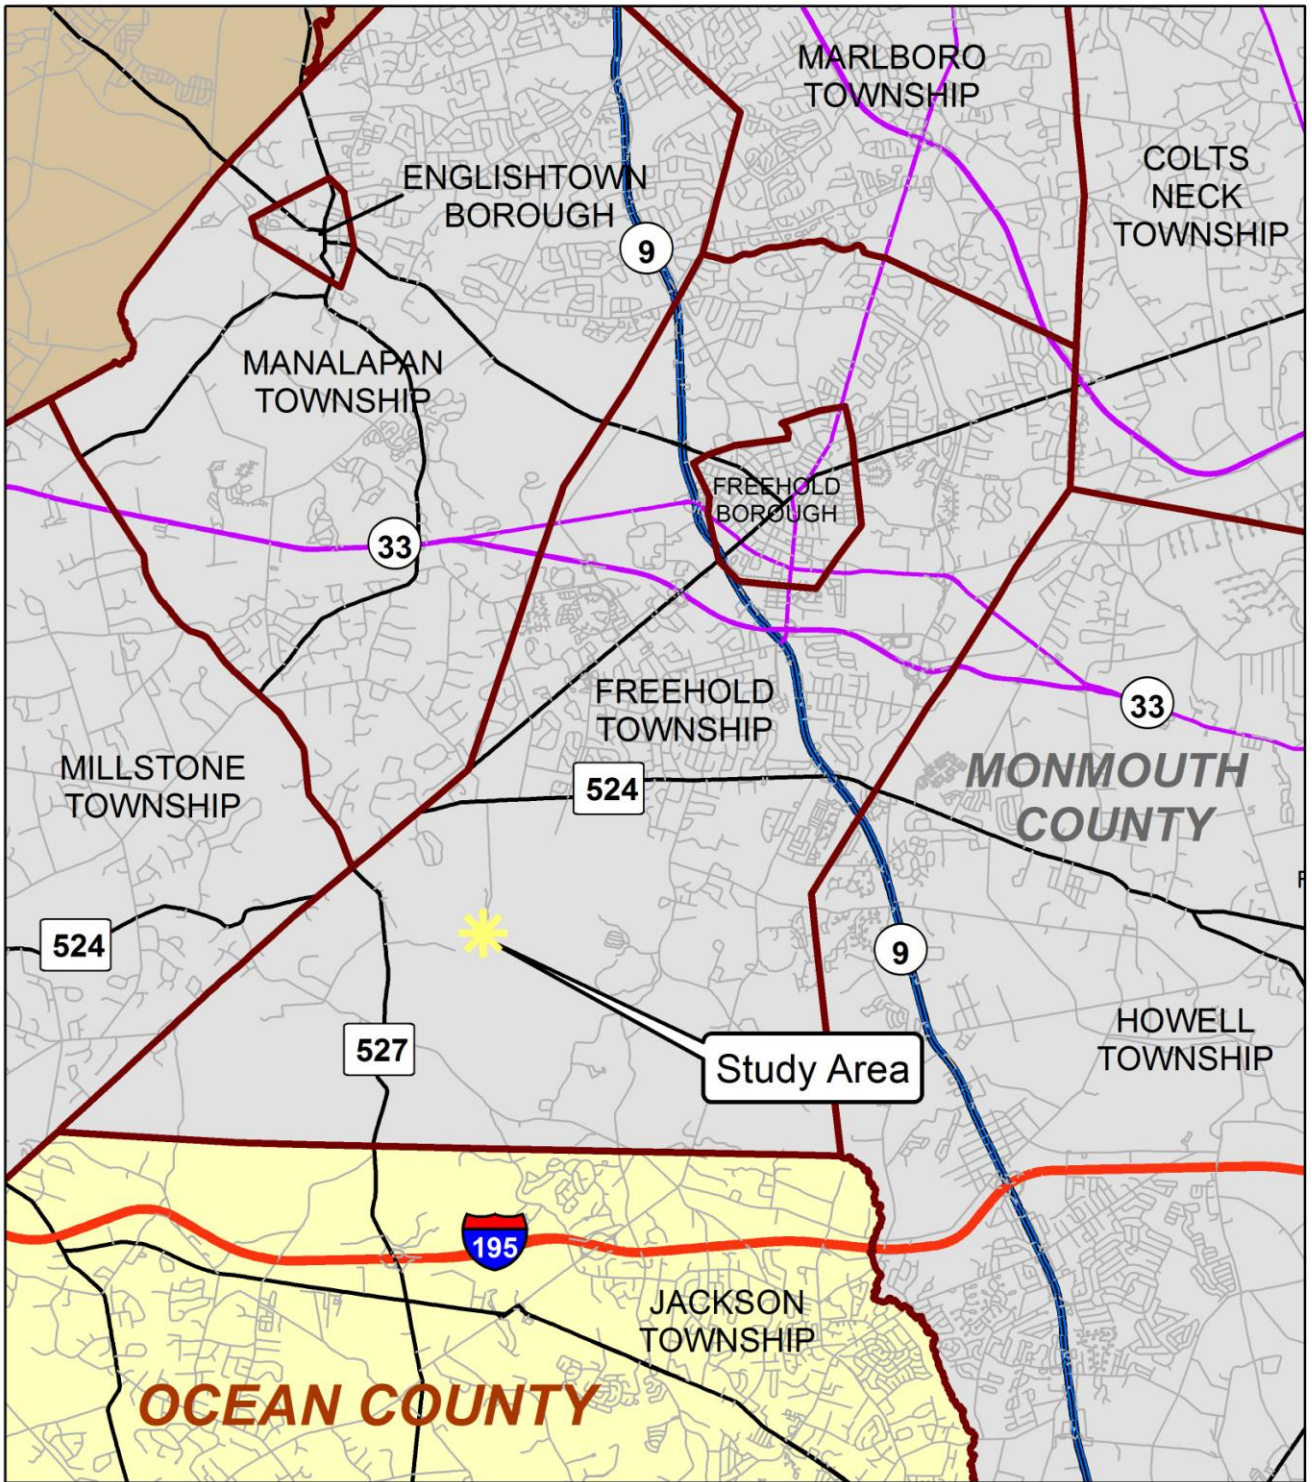 MARLBORO
TOWNSHIP
COLTS
NECK
TOWNSHIP
ENGLISHTOWN
BOROUGH
9
MANALAPAN
TOWNSHIP
FREEHOLD
BOROUGH
33
FREEHOLD
TOWNSHIP
33
MILLSTONE
TOWNSHIP
524
MONMOUTH
COUNTY
524
9
HOWELL
TOWNSHIP
527
Study Area
195
JACKSON
TOWNSHIP
OCEAN COUNTY